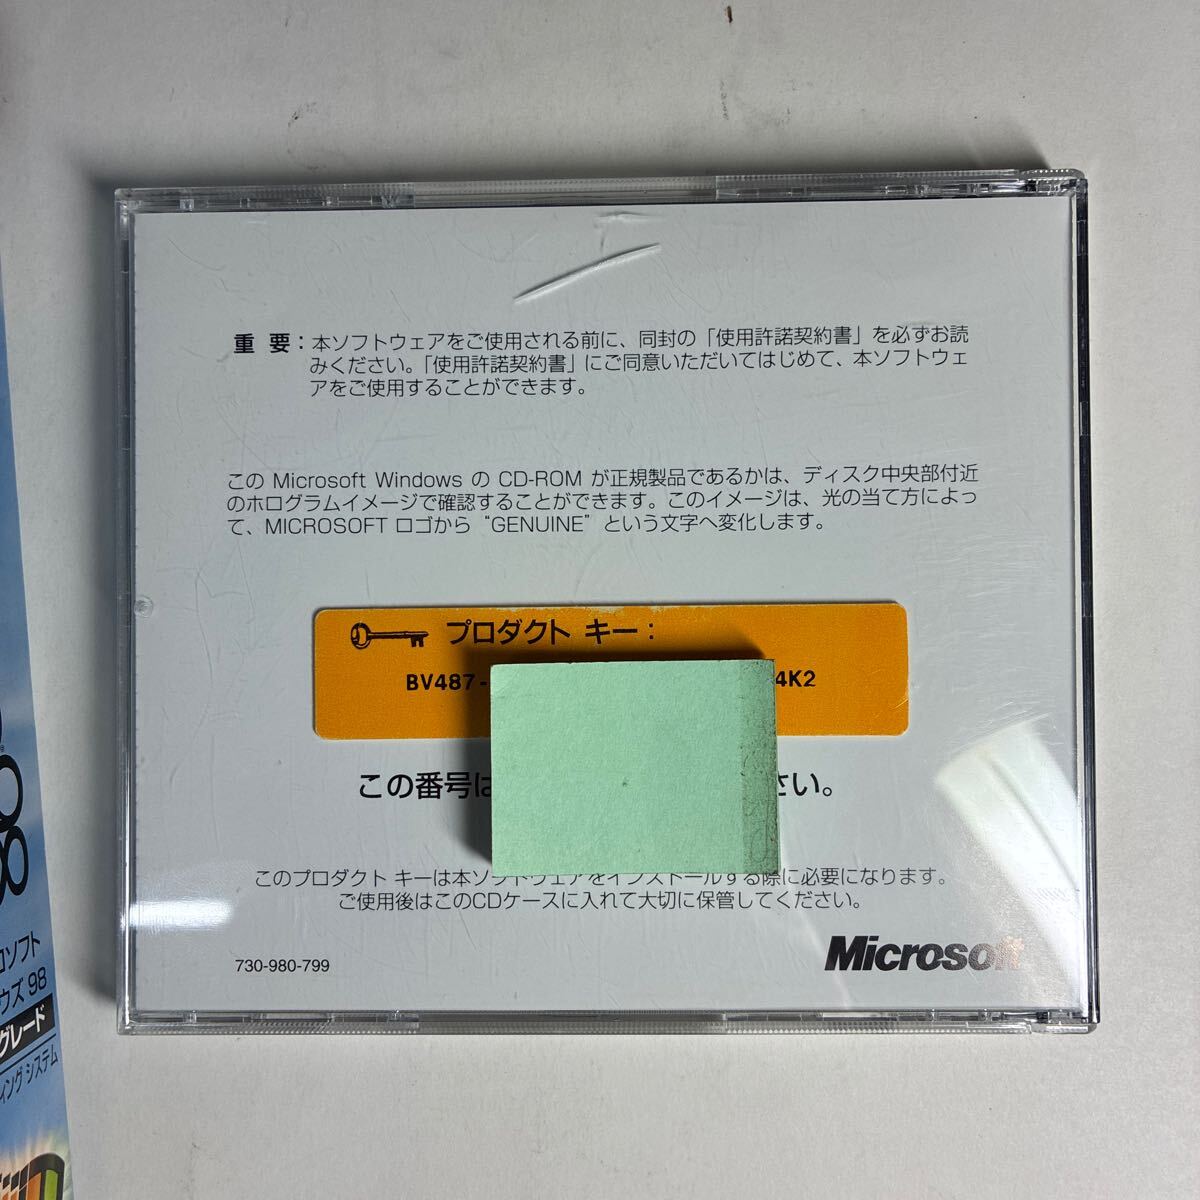 重 要：本ソフトウェアをご使用される前に、同封の「使用許諾契約書」を必ずお読
みください。「使用許諾契約書」にご同意いただいてはじめて、本ソフトウェ
アをご使用することができます。
この Microsoft Windows の CD-ROM が正規製品であるかは、ディスク中央部付近
のホログラムイメージで確認することができます。このイメージは、光の当て方によっ
て、MICROSOFT ロゴから “GENUINE” という文字へ変化します。
プロダクト キー：
BV487- 4K2
この番号は さい。
このプロダクト キーは本ソフトウェアをインストールする際に必要になります。
ご使用後はこのCDケースに入れて大切に保管してください。
730-980-799
Microsoft
ロソフト
ウズ 98
グレード
ィング システム